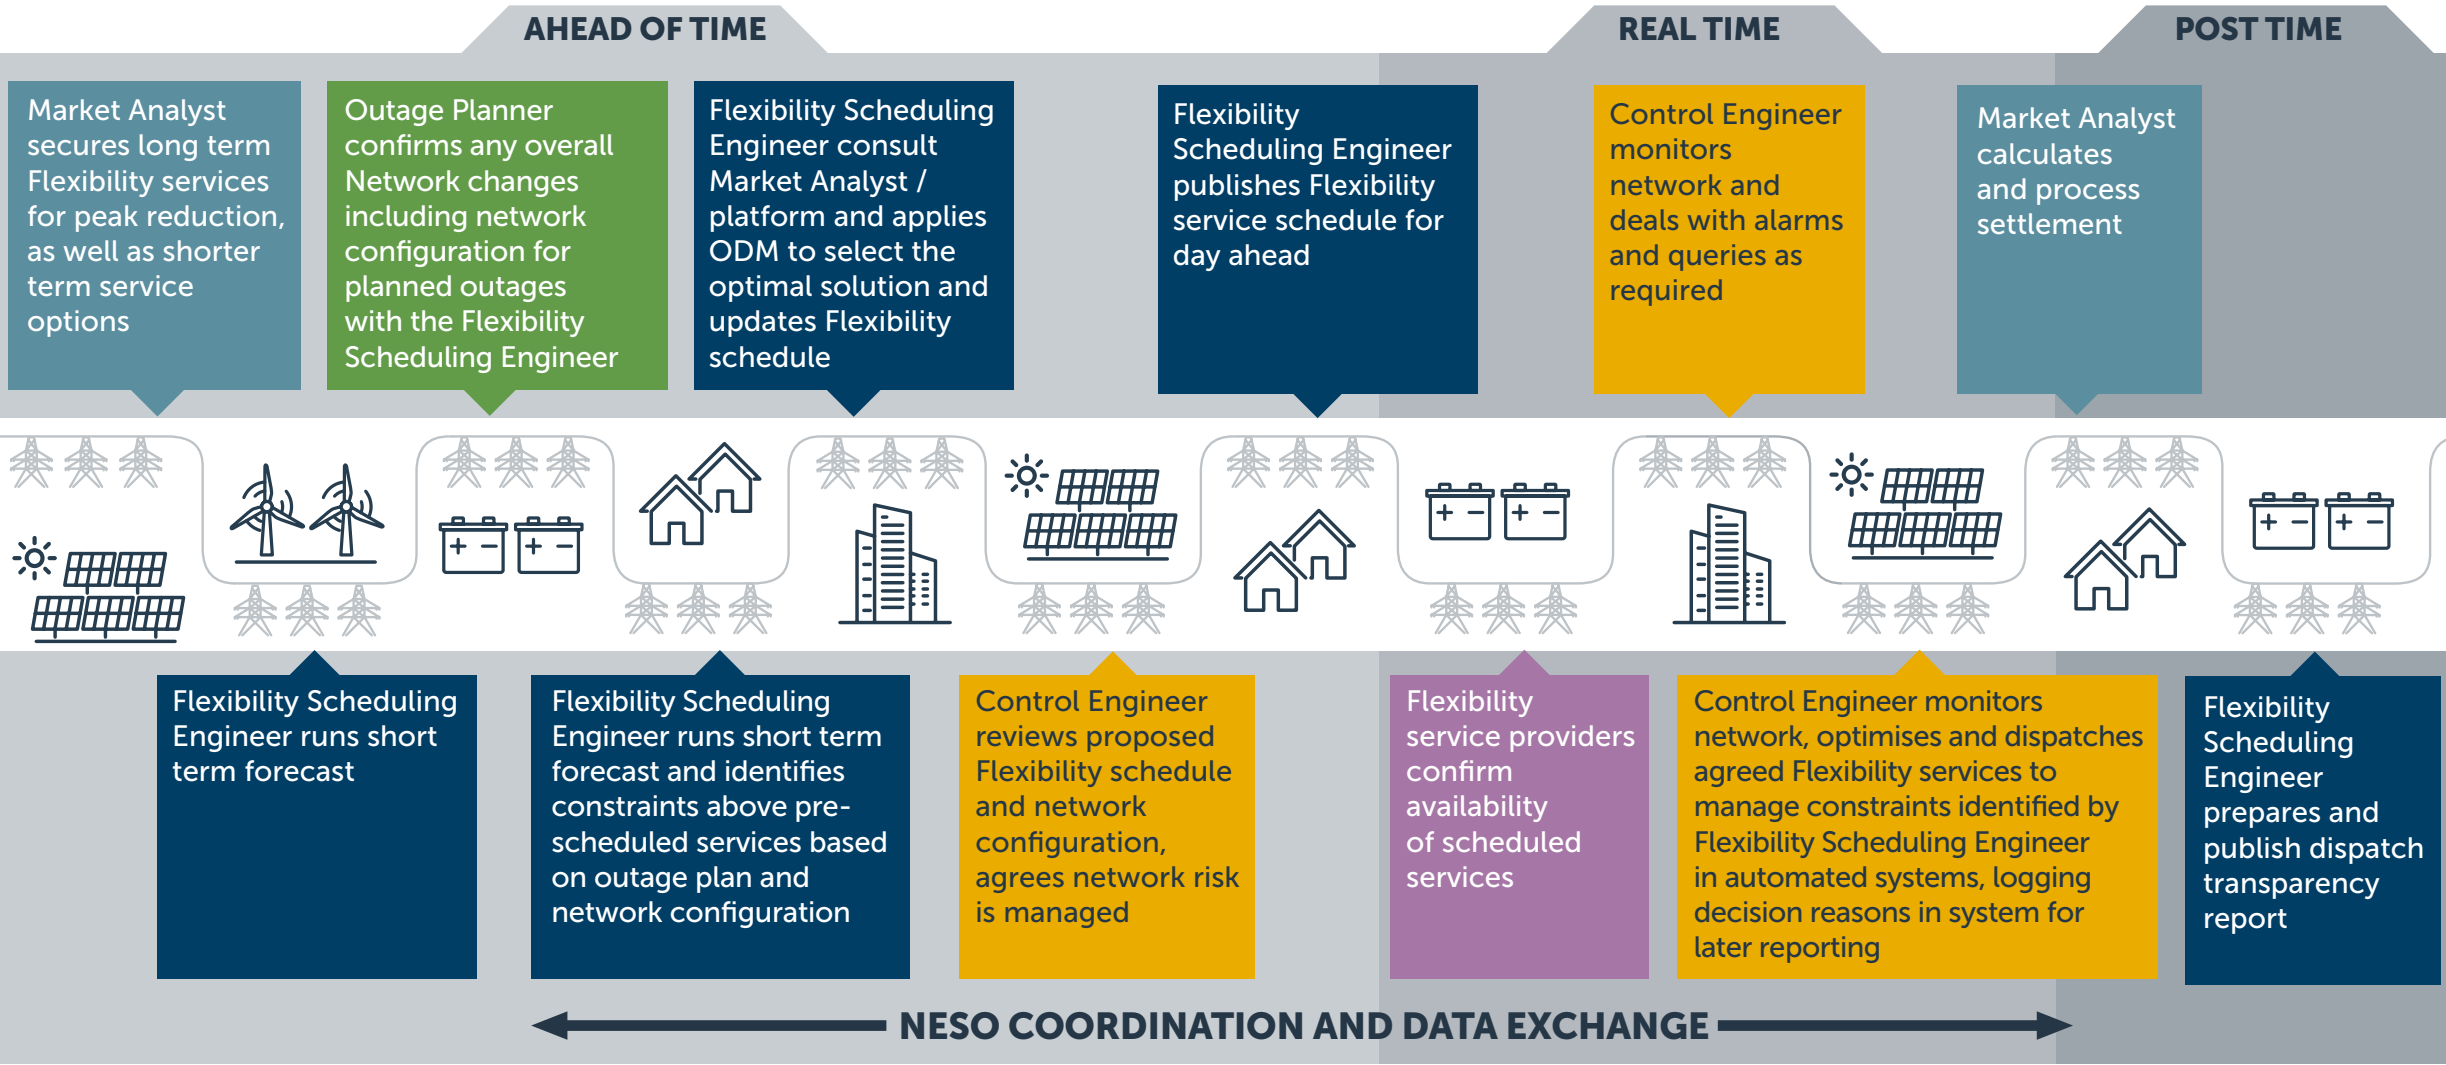 AHEAD OF TIME
REAL TIME
POST TIME
Market Analyst
secures long term
Flexibility services
for peak reduction,
as well as shorter
term service
options
Outage Planner
confirms any overall
Network changes
including network
configuration for
planned outages
with the Flexibility
Scheduling Engineer
Flexibility Scheduling
Engineer consult
Market Analyst /
platform and applies
ODM to select the
optimal solution and
updates Flexibility
schedule
Flexibility
Scheduling Engineer
publishes Flexibility
service schedule for
day ahead
Control Engineer
monitors
network and
deals with alarms
and queries as
required
Market Analyst
calculates
and process
settlement
Flexibility Scheduling
Engineer runs short
term forecast
Flexibility Scheduling
Engineer runs short term
forecast and identifies
constraints above pre-
scheduled services based
on outage plan and
network configuration
Control Engineer
reviews proposed
Flexibility schedule
and network
configuration,
agrees network risk
is managed
Flexibility
service providers
confirm
availability
of scheduled
services
Control Engineer monitors
network, optimises and dispatches
agreed Flexibility services to
manage constraints identified by
Flexibility Scheduling Engineer
in automated systems, logging
decision reasons in system for
later reporting
Flexibility
Scheduling
Engineer
prepares and
publish dispatch
transparency
report
NESO COORDINATION AND DATA EXCHANGE